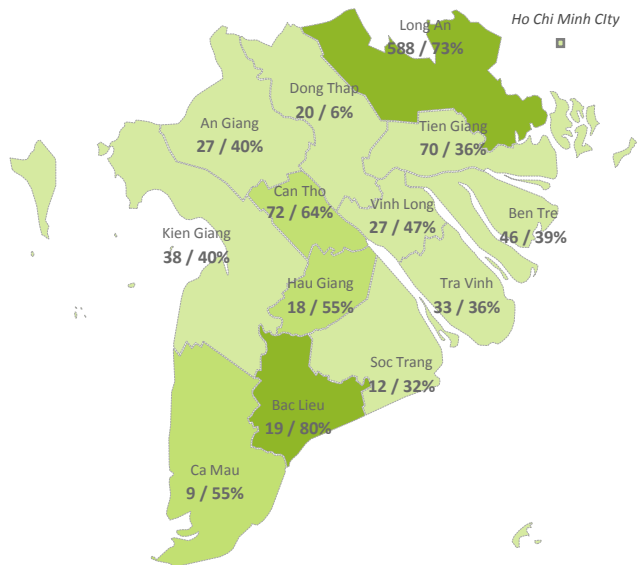 Long An
588 / 73%
Ho Chi Minh CIty
Dong Thap
20 / 6%
An Giang
27 / 40%
Tien Giang
70 / 36%
Can Tho
72 / 64%
Vinh Long
27 / 47%
Ben Tre
46 / 39%
Kien Giang
38 / 40%
Hau Giang
18 / 55%
Tra Vinh
33 / 36%
Soc Trang
12 / 32%
Bac Lieu
19 / 80%
Ca Mau
9 / 55%